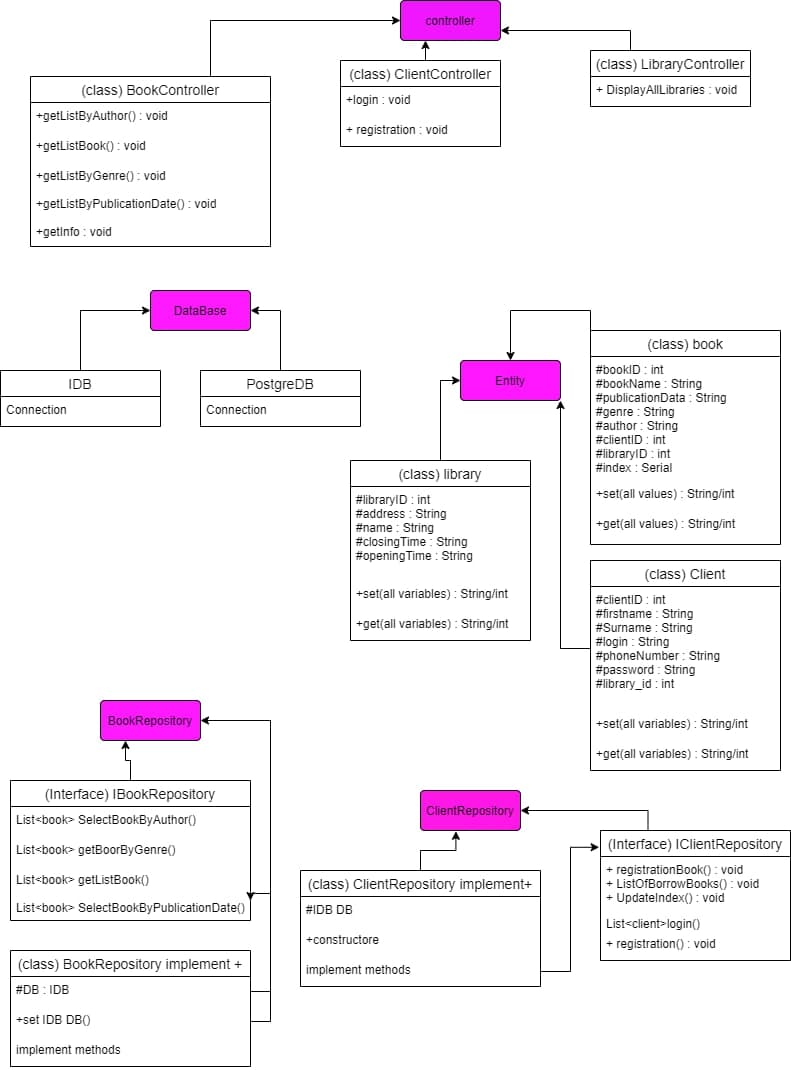 controller
(class) BookController
+getListByAuthor() : void
+getListBook() : void
+getListByGenre() : void
+getListByPublicationDate() : void
+getInfo : void
(class) ClientController
+login : void
+ registration : void
(class) LibraryController
+ DisplayAllLibraries : void
DataBase
IDB
Connection
PostgreDB
Connection
Entity
(class) book
#bookID : int
#bookName : String
#publicationData : String
#genre : String
#author : String
#clientID : int
#libraryID : int
#index : Serial
+set(all values) : String/int
+get(all values) : String/int
(class) library
#libraryID : int
#address : String
#name : String
#closingTime : String
#openingTime : String
+set(all variables) : String/int
+get(all variables) : String/int
(class) Client
#clientID : int
#firstname : String
#Surname : String
#login : String
#phoneNumber : String
#password : String
#library_id : int
+set(all variables) : String/int
+get(all variables) : String/int
BookRepository
(Interface) IBookRepository
List<book> SelectBookByAuthor()
List<book> getBoorByGenre()
List<book> getListBook()
List<book> SelectBookByPublicationDate()
(class) BookRepository implement +
#DB : IDB
+set IDB DB()
implement methods
ClientRepository
(class) ClientRepository implement+
#IDB DB
+constructore
implement methods
(Interface) IClientRepository
+ registrationBook() : void
+ ListOfBorrowBooks() : void
+ UpdateIndex() : void
List<client>login()
+ registration() : void